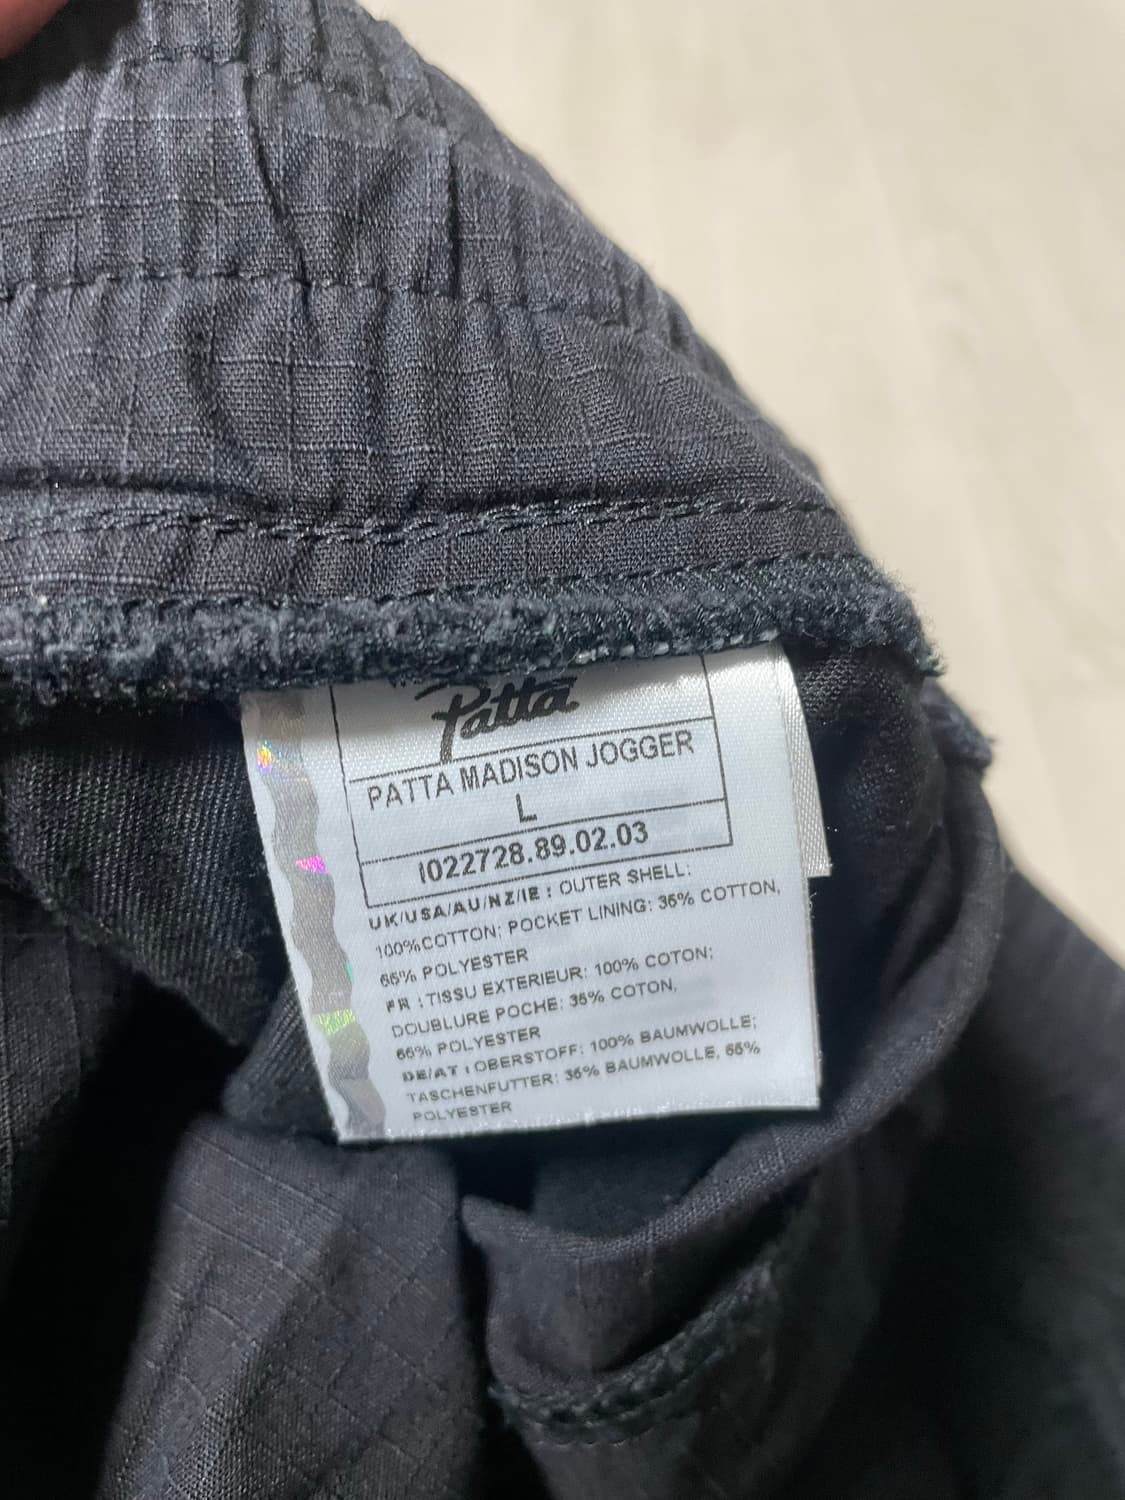 Patta
PATTA MADISON JOGGER
L
I022728.89.02.03
UK/USA/AU/NZ/IE : OUTER SHELL:
100%COTTON; POCKET LINING: 35% COTTON,
65% POLYESTER
FR : TISSU EXTERIEUR: 100% COTON;
DOUBLURE POCHE: 35% COTON,
65% POLYESTER
DE/AT : OBERSTOFF: 100% BAUMWOLLE;
TASCHENFUTTER: 35% BAUMWOLLE, 65%
POLYESTER